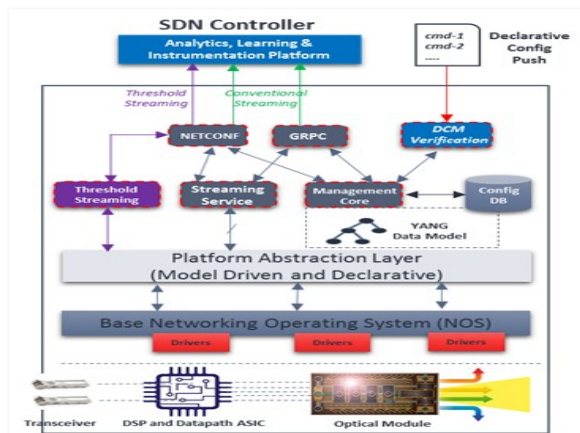 SDN Controller
Analytics, Learning &
Instrumentation Platform
cmd-1
cmd-2
....
Declarative
Config
Push
Threshold
Streaming
Conventional
Streaming
NETCONF
GRPC
DCM
Verification
Threshold
Streaming
Streaming
Service
Management
Core
Config
DB
YANG
Data Model
Platform Abstraction Layer
(Model Driven and Declarative)
Base Networking Operating System (NOS)
Drivers
Drivers
Drivers
Transceiver
DSP and Datapath ASIC
Optical Module